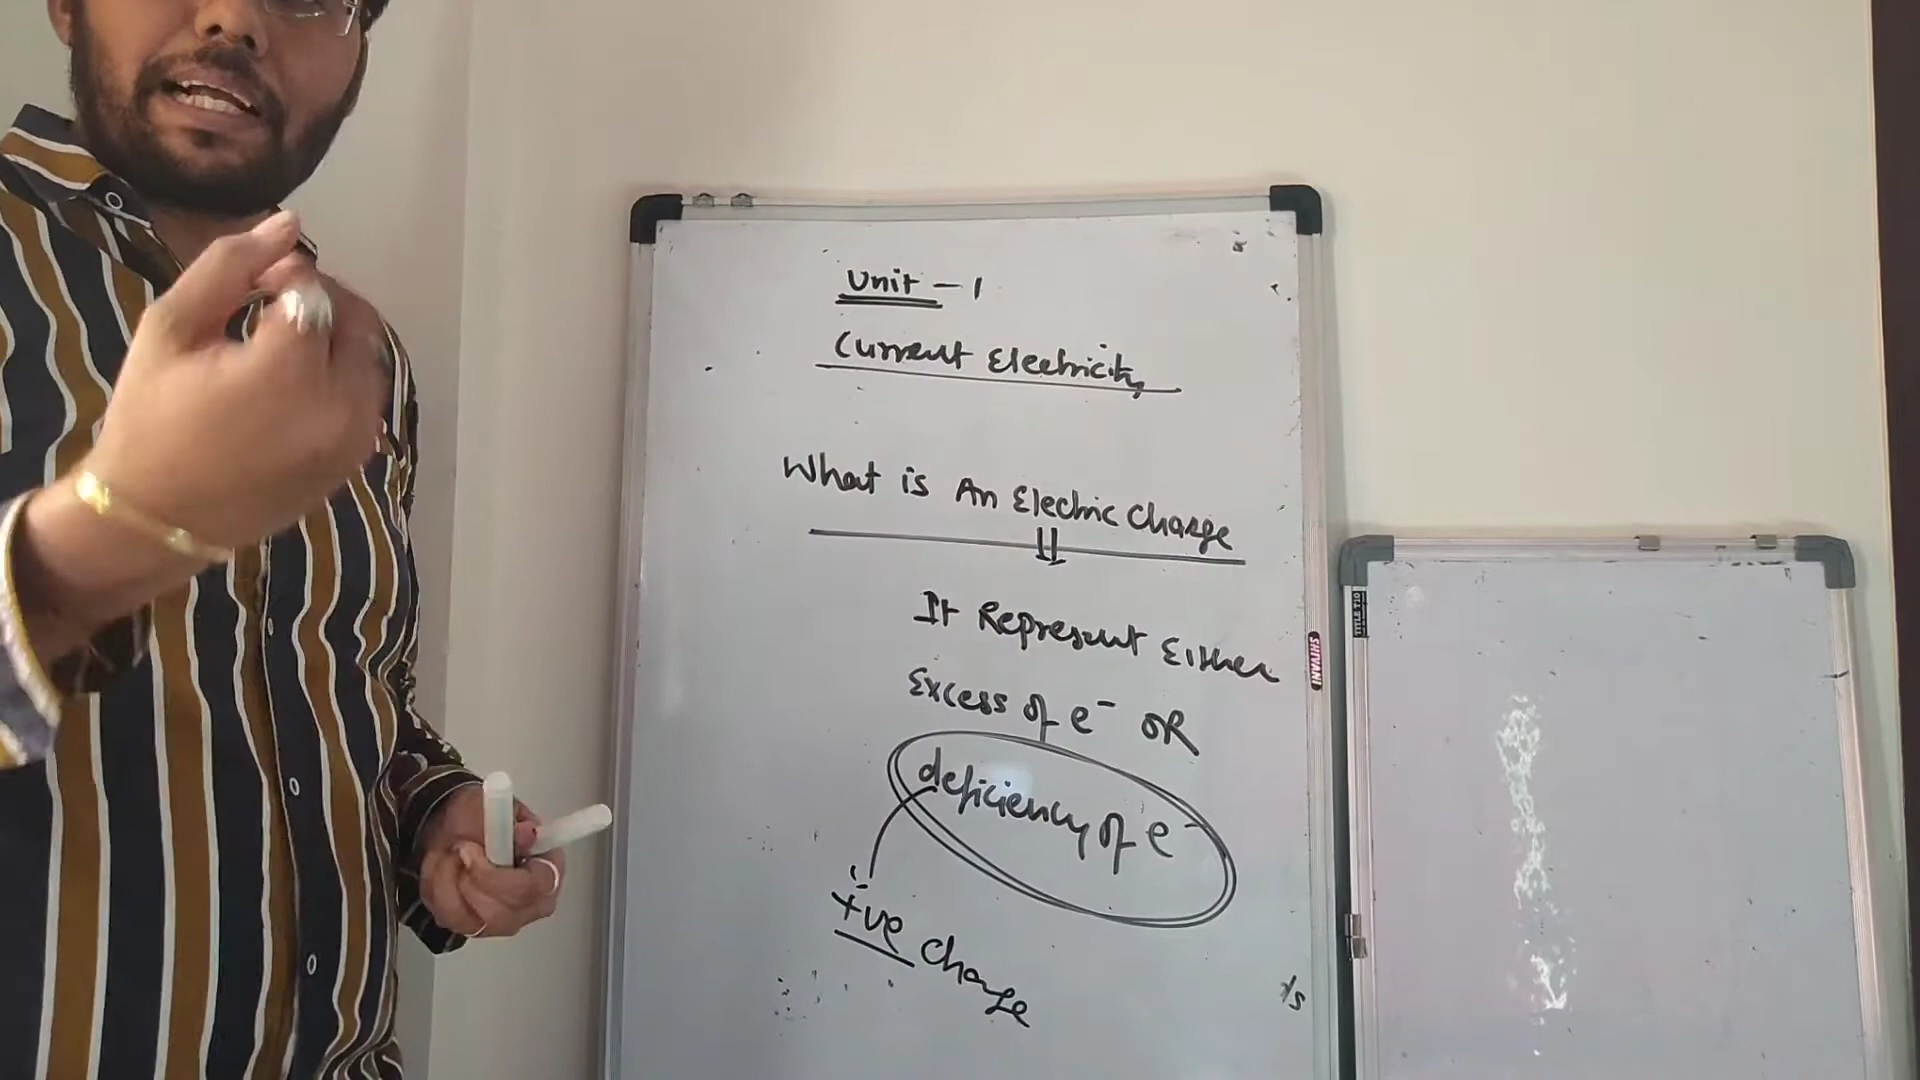 Unit - 1
Current Electricity
What is An Electric Charge
It Represent Either
Excess of e⁻ OR
deficiency of e⁻
+ve Charge
SHIVANI